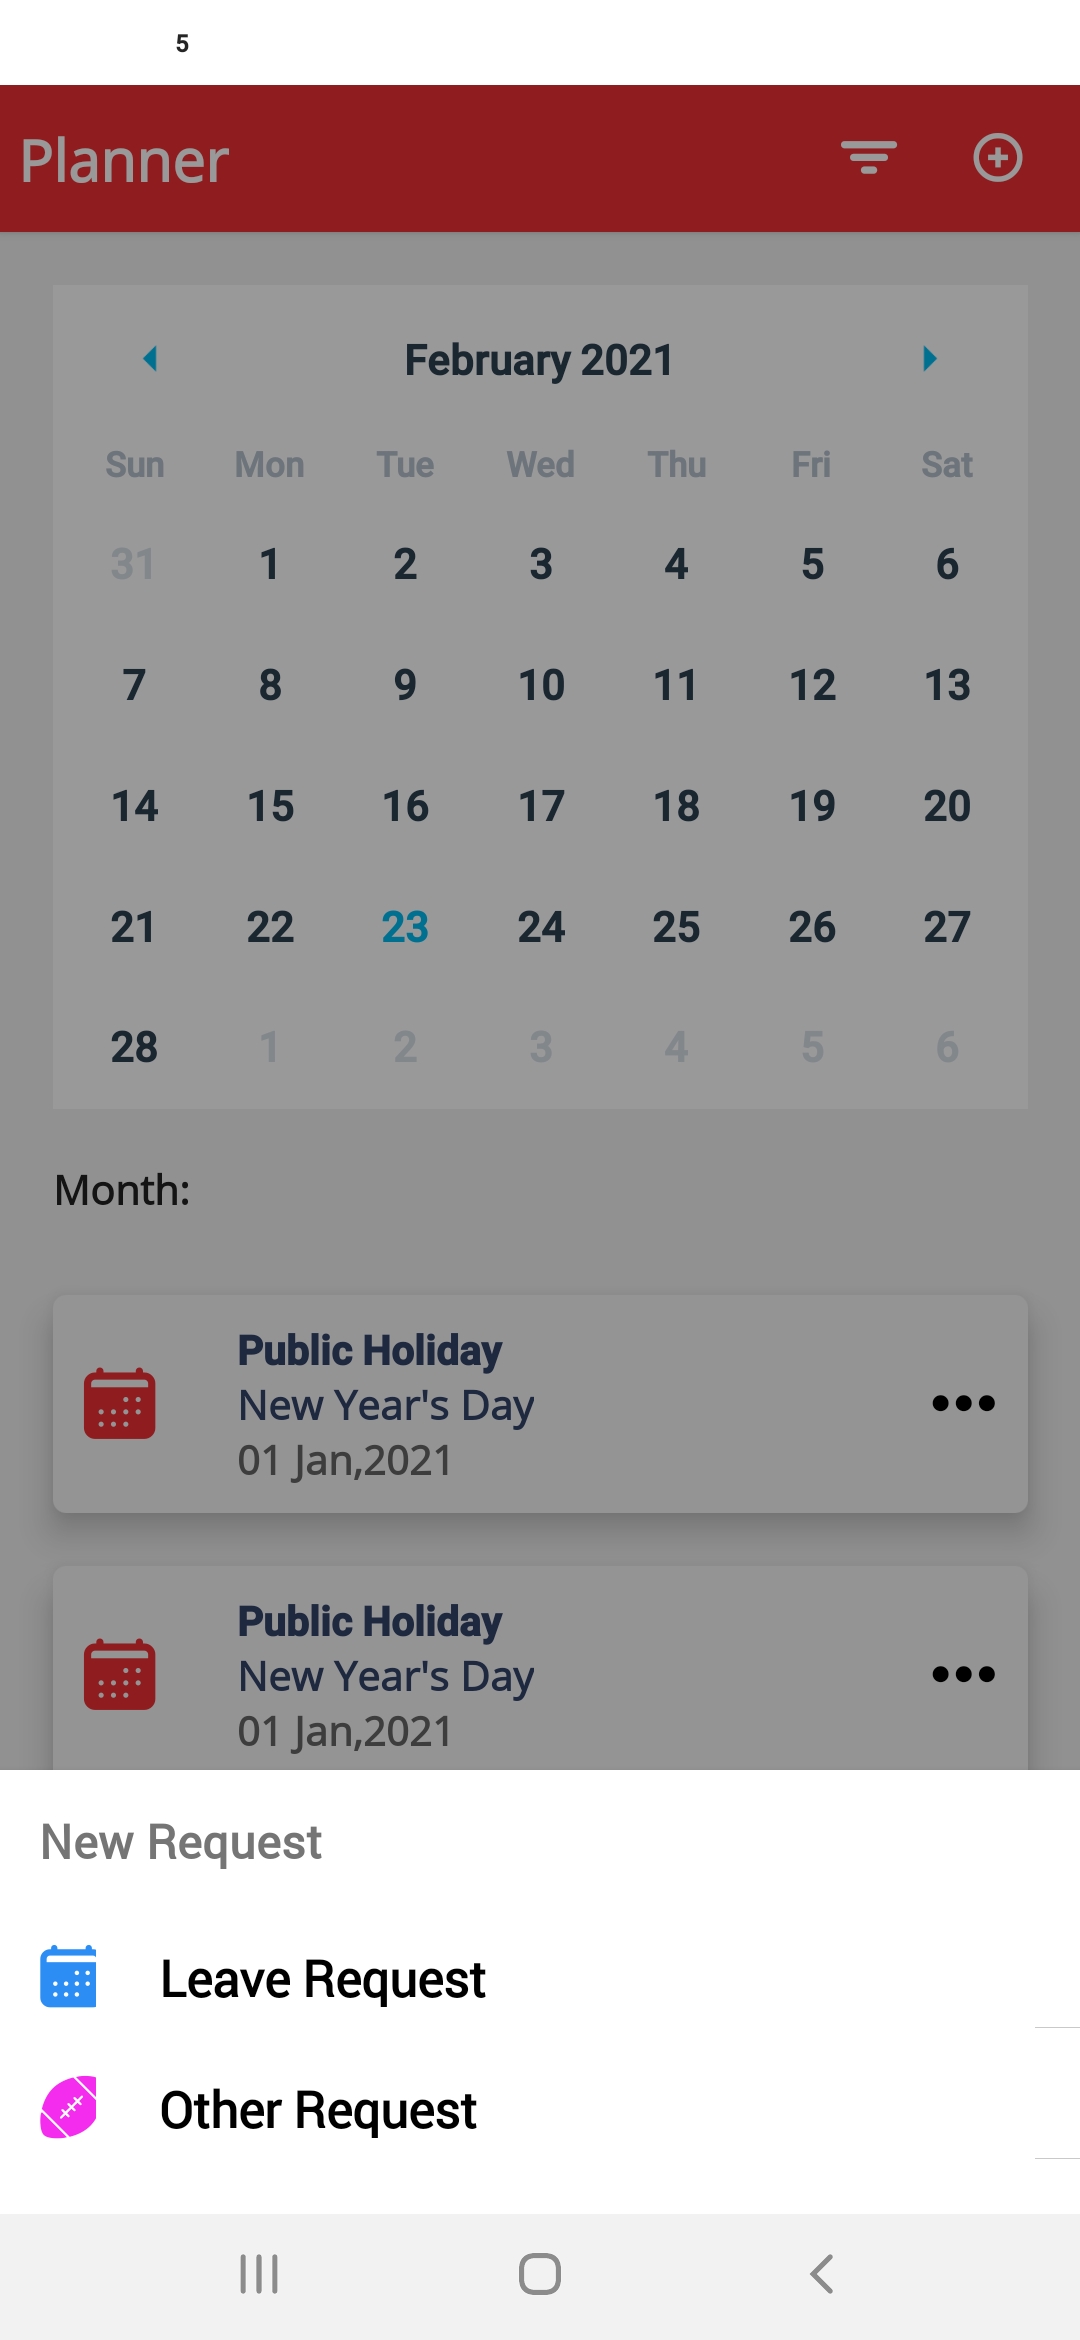 5
Planner
February 2021
Sun Mon Tue Wed Thu Fri Sat
31 1 2 3 4 5 6
7 8 9 10 11 12 13
14 15 16 17 18 19 20
21 22 23 24 25 26 27
28 1 2 3 4 5 6
Month:
Public Holiday
New Year's Day
01 Jan,2021
Public Holiday
New Year's Day
01 Jan,2021
New Request
Leave Request
Other Request